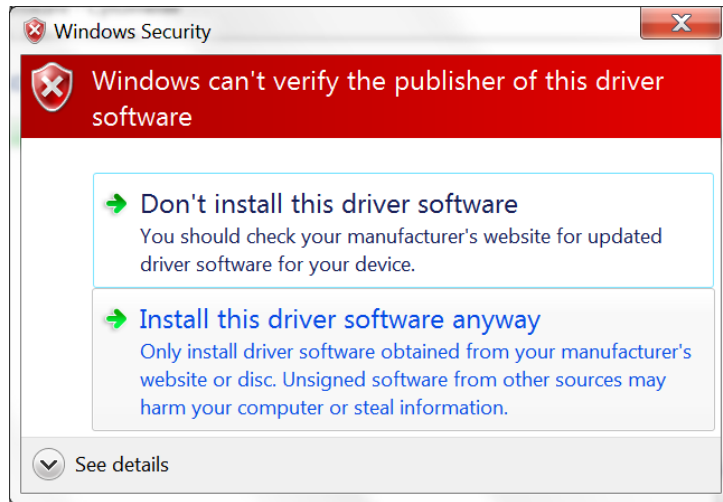 Windows Security
Windows can't verify the publisher of this driver
software
Don't install this driver software
You should check your manufacturer's website for updated
driver software for your device.
Install this driver software anyway
Only install driver software obtained from your manufacturer's
website or disc. Unsigned software from other sources may
harm your computer or steal information.
See details